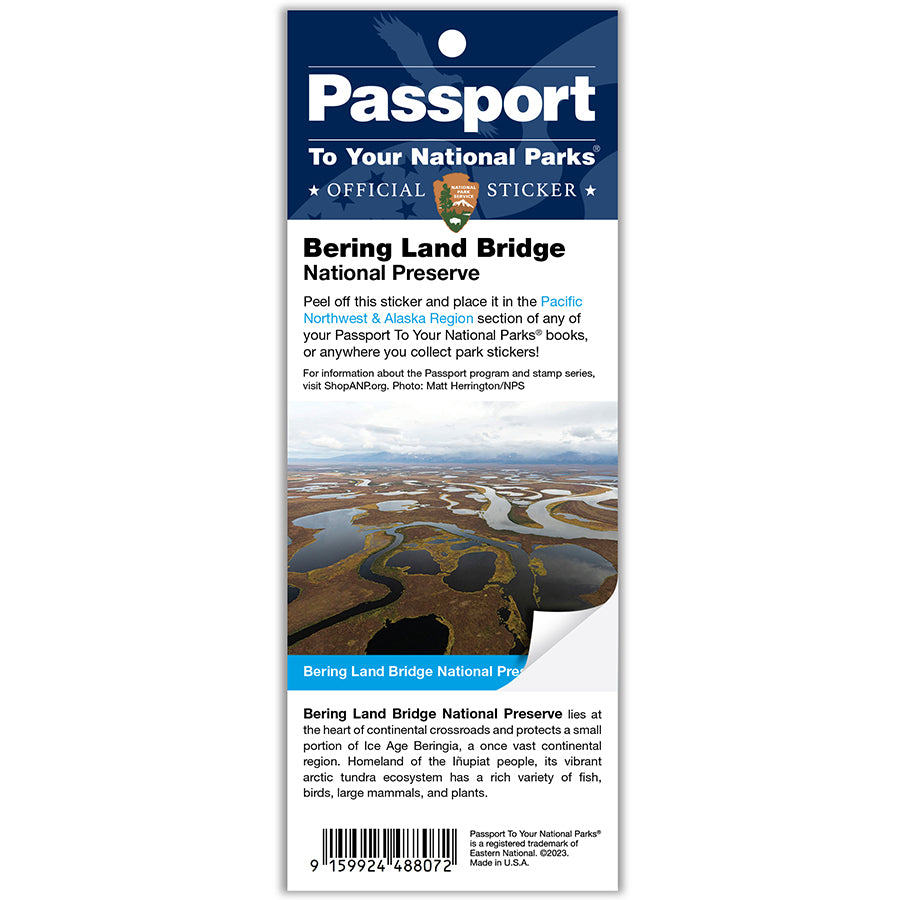 Passport
To Your National Parks®
★ OFFICIAL STICKER ★
NATIONAL
PARK
SERVICE
Bering Land Bridge
National Preserve
Peel off this sticker and place it in the Pacific
Northwest & Alaska Region section of any of
your Passport To Your National Parks® books,
or anywhere you collect park stickers!
For information about the Passport program and stamp series,
visit ShopANP.org. Photo: Matt Herrington/NPS
Bering Land Bridge National Pres
Bering Land Bridge National Preserve lies at
the heart of continental crossroads and protects a small
portion of Ice Age Beringia, a once vast continental
region. Homeland of the Iñupiat people, its vibrant
arctic tundra ecosystem has a rich variety of fish,
birds, large mammals, and plants.
9 159924 488072
Passport To Your National Parks®
is a registered trademark of
Eastern National. ©2023.
Made in U.S.A.